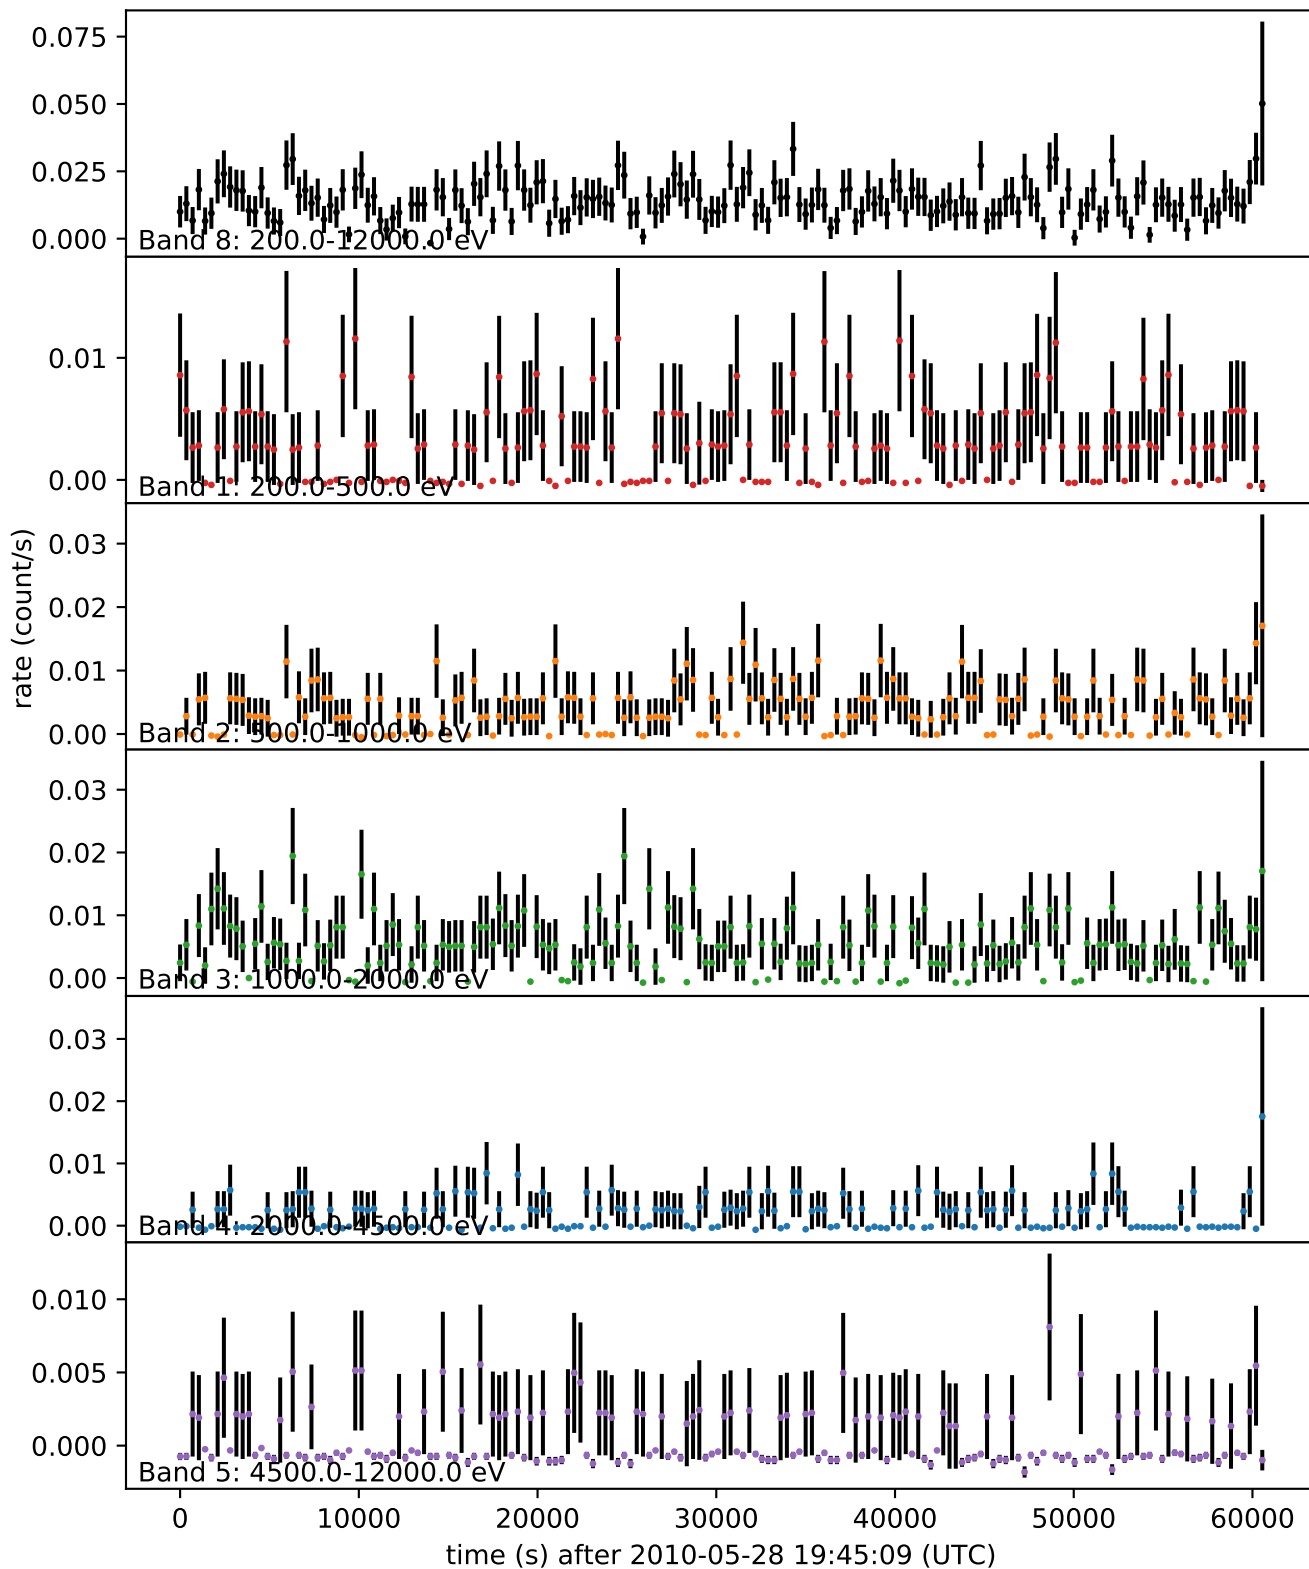 0.075
0.050
0.025
0.000
Band 8: 200.0-12000.0 eV
0.01
0.00
Band 1: 200.0-500.0 eV
rate (count/s)
0.03
0.02
0.01
0.00
Band 2: 500.0-1000.0 eV
0.03
0.02
0.01
0.00
Band 3: 1000.0-2000.0 eV
0.03
0.02
0.01
0.00
Band 4: 2000.0-4500.0 eV
0.010
0.005
0.000
Band 5: 4500.0-12000.0 eV
0 10000 20000 30000 40000 50000 60000
time (s) after 2010-05-28 19:45:09 (UTC)